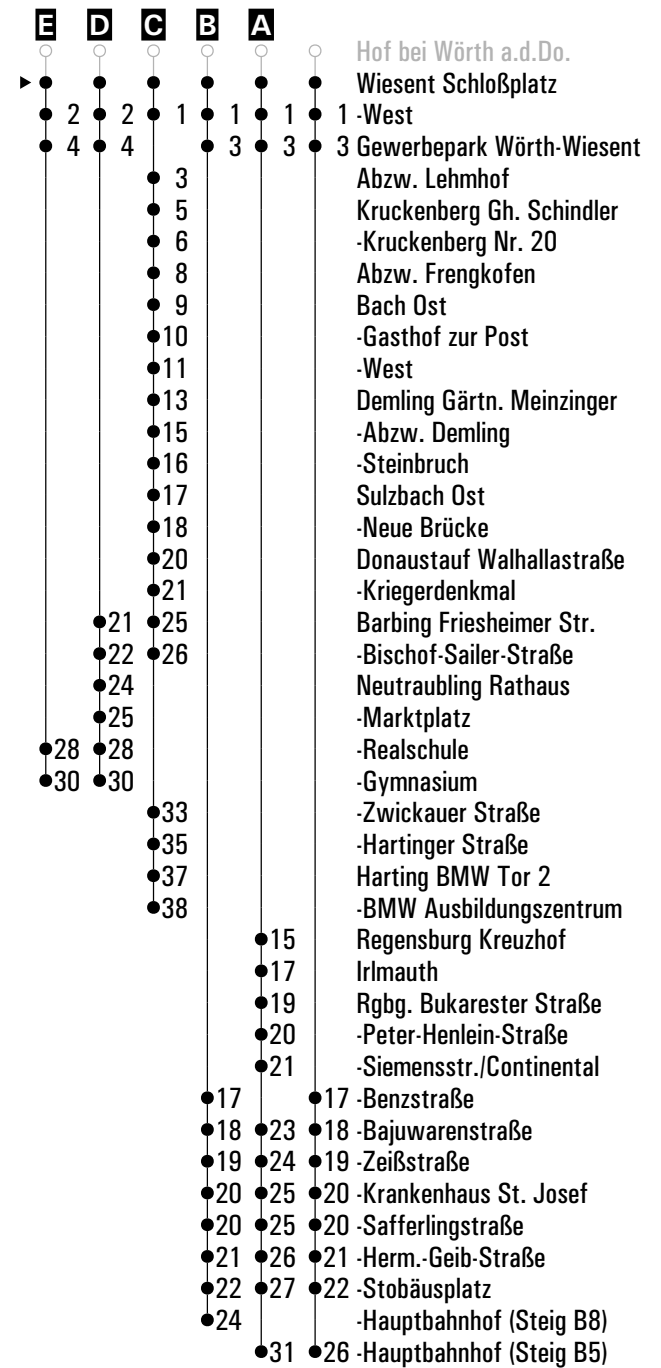 E D C B A
Hof bei Wörth a.d.Do.
Wiesent Schloßplatz
2 2 1 1 1 1 -West
4 4 3 3 3 Gewerbepark Wörth-Wiesent
3 Abzw. Lehmhof
5 Kruckenberg Gh. Schindler
6 -Kruckenberg Nr. 20
8 Abzw. Frengkofen
9 Bach Ost
10 -Gasthof zur Post
11 -West
13 Demling Gärtn. Meinzinger
15 -Abzw. Demling
16 -Steinbruch
17 Sulzbach Ost
18 -Neue Brücke
20 Donaustauf Walhallastraße
21 -Kriegerdenkmal
21 25 Barbing Friesheimer Str.
22 26 -Bischof-Sailer-Straße
24 Neutraubling Rathaus
25 -Marktplatz
28 28 -Realschule
30 30 -Gymnasium
33 -Zwickauer Straße
35 -Hartinger Straße
37 Harting BMW Tor 2
38 -BMW Ausbildungszentrum
15 Regensburg Kreuzhof
17 Irlmauth
19 Rgbg. Bukarester Straße
20 -Peter-Henlein-Straße
21 -Siemensstr./Continental
17 17 -Benzstraße
18 23 18 -Bajuwarenstraße
19 24 19 -Zeißstraße
20 25 20 -Krankenhaus St. Josef
20 25 20 -Safferlingstraße
21 26 21 -Herm.-Geib-Straße
22 27 22 -Stobäusplatz
24 -Hauptbahnhof (Steig B8)
31 26 -Hauptbahnhof (Steig B5)